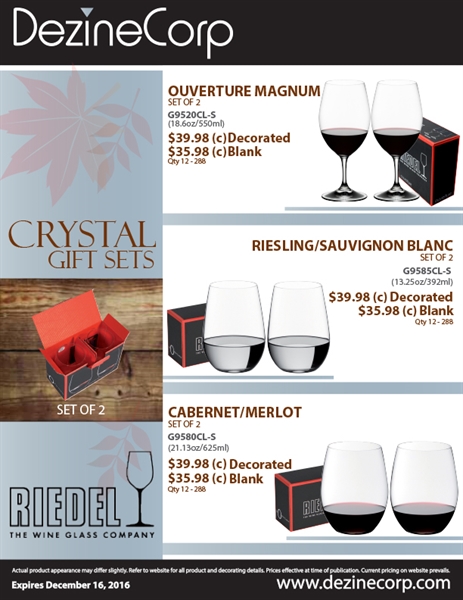 DezineCorp
OUVERTURE MAGNUM
SET OF 2
G9520CL-S
(18.6oz/550ml)
$39.98 (c) Decorated
$35.98 (c) Blank
Qty 12 - 288
CRYSTAL
GIFT SETS
RIESLING/SAUVIGNON BLANC
SET OF 2
G9585CL-S
(13.25oz/392ml)
$39.98 (c) Decorated
$35.98 (c) Blank
Qty 12 - 288
RIEDEL
SET OF 2
CABERNET/MERLOT
SET OF 2
G9580CL-S
(21.13oz/625ml)
$39.98 (c) Decorated
$35.98 (c) Blank
Qty 12 - 288
RIEDEL
THE WINE GLASS COMPANY
Actual product appearance may differ slightly. Refer to website for all product and decorating details. Prices effective at time of publication. Current pricing on website prevails.
Expires December 16, 2016
www.dezinecorp.com